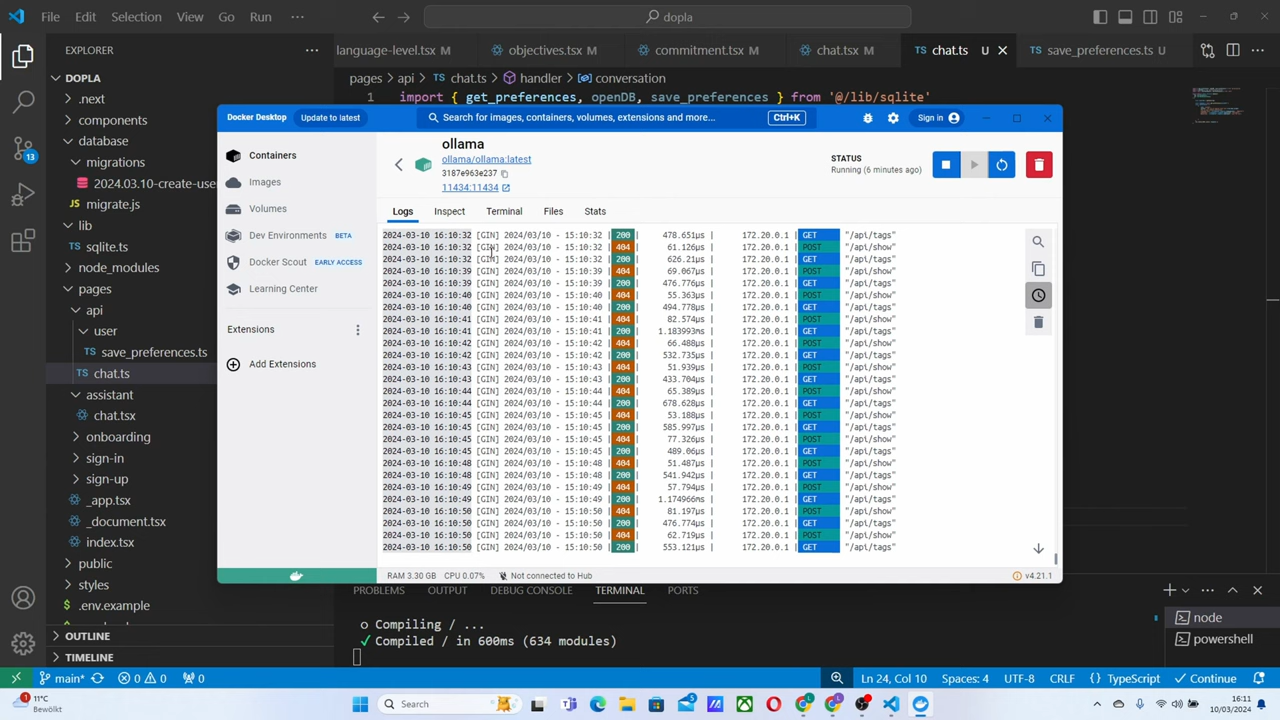 File Edit Selection View Go Run ··· dopla
EXPLORER ···
language-level.tsx M objectives.tsx M commitment.tsx M chat.tsx M chat.ts U save_preferences.ts U
DOPLA
pages > api > TS chat.ts > handler > conversation
.next
1 import { get_preferences, openDB, save_preferences } from '@/lib/sqlite'
components
database
migrations
2024.03.10-create-use
migrate.js
lib
TS sqlite.ts
node_modules
pages
api
user
TS save_preferences.ts
TS chat.ts
assistant
TS chat.tsx
onboarding
sign-in
sign-up
_app.tsx
_document.tsx
index.tsx
public
styles
$ .env.example
OUTLINE
TIMELINE
Docker Desktop Update to latest Search for images, containers, volumes, extensions and more... Ctrl+K Sign in
Containers
Images
Volumes
Dev Environments BETA
Docker Scout EARLY ACCESS
Learning Center
Extensions
Add Extensions
ollama
ollama/ollama:latest
3187e963e237
11434:11434
STATUS
Running (6 minutes ago)
Logs Inspect Terminal Files Stats
2024-03-10 16:10:32 [GIN] 2024/03/10 - 15:10:32 | 200 | 478.651µs | 172.20.0.1 | GET "/api/tags"
2024-03-10 16:10:32 [GIN] 2024/03/10 - 15:10:32 | 404 | 61.126µs | 172.20.0.1 | POST "/api/show"
2024-03-10 16:10:32 [GIN] 2024/03/10 - 15:10:32 | 200 | 626.21µs | 172.20.0.1 | GET "/api/tags"
2024-03-10 16:10:39 [GIN] 2024/03/10 - 15:10:39 | 404 | 69.067µs | 172.20.0.1 | POST "/api/show"
2024-03-10 16:10:39 [GIN] 2024/03/10 - 15:10:39 | 200 | 476.776µs | 172.20.0.1 | GET "/api/tags"
2024-03-10 16:10:40 [GIN] 2024/03/10 - 15:10:40 | 404 | 55.363µs | 172.20.0.1 | POST "/api/show"
2024-03-10 16:10:40 [GIN] 2024/03/10 - 15:10:40 | 200 | 494.778µs | 172.20.0.1 | GET "/api/tags"
2024-03-10 16:10:41 [GIN] 2024/03/10 - 15:10:41 | 404 | 82.574µs | 172.20.0.1 | POST "/api/show"
2024-03-10 16:10:41 [GIN] 2024/03/10 - 15:10:41 | 200 | 1.183993ms | 172.20.0.1 | GET "/api/tags"
2024-03-10 16:10:42 [GIN] 2024/03/10 - 15:10:42 | 404 | 66.488µs | 172.20.0.1 | POST "/api/show"
2024-03-10 16:10:42 [GIN] 2024/03/10 - 15:10:42 | 200 | 532.735µs | 172.20.0.1 | GET "/api/tags"
2024-03-10 16:10:43 [GIN] 2024/03/10 - 15:10:43 | 404 | 51.939µs | 172.20.0.1 | POST "/api/show"
2024-03-10 16:10:43 [GIN] 2024/03/10 - 15:10:43 | 200 | 433.704µs | 172.20.0.1 | GET "/api/tags"
2024-03-10 16:10:44 [GIN] 2024/03/10 - 15:10:44 | 404 | 65.389µs | 172.20.0.1 | POST "/api/show"
2024-03-10 16:10:44 [GIN] 2024/03/10 - 15:10:44 | 200 | 678.628µs | 172.20.0.1 | GET "/api/tags"
2024-03-10 16:10:45 [GIN] 2024/03/10 - 15:10:45 | 404 | 53.188µs | 172.20.0.1 | POST "/api/show"
2024-03-10 16:10:45 [GIN] 2024/03/10 - 15:10:45 | 200 | 585.997µs | 172.20.0.1 | GET "/api/tags"
2024-03-10 16:10:45 [GIN] 2024/03/10 - 15:10:45 | 404 | 77.326µs | 172.20.0.1 | POST "/api/show"
2024-03-10 16:10:45 [GIN] 2024/03/10 - 15:10:45 | 200 | 489.06µs | 172.20.0.1 | GET "/api/tags"
2024-03-10 16:10:48 [GIN] 2024/03/10 - 15:10:48 | 404 | 51.487µs | 172.20.0.1 | POST "/api/show"
2024-03-10 16:10:48 [GIN] 2024/03/10 - 15:10:48 | 200 | 541.942µs | 172.20.0.1 | GET "/api/tags"
2024-03-10 16:10:49 [GIN] 2024/03/10 - 15:10:49 | 404 | 57.794µs | 172.20.0.1 | POST "/api/show"
2024-03-10 16:10:49 [GIN] 2024/03/10 - 15:10:49 | 200 | 1.174966ms | 172.20.0.1 | GET "/api/tags"
2024-03-10 16:10:50 [GIN] 2024/03/10 - 15:10:50 | 404 | 81.197µs | 172.20.0.1 | POST "/api/show"
2024-03-10 16:10:50 [GIN] 2024/03/10 - 15:10:50 | 200 | 476.774µs | 172.20.0.1 | GET "/api/tags"
2024-03-10 16:10:50 [GIN] 2024/03/10 - 15:10:50 | 404 | 62.719µs | 172.20.0.1 | POST "/api/show"
2024-03-10 16:10:50 [GIN] 2024/03/10 - 15:10:50 | 200 | 553.121µs | 172.20.0.1 | GET "/api/tags"
RAM 3.30 GB CPU 0.07% Not connected to Hub v4.21.1
PROBLEMS OUTPUT DEBUG CONSOLE TERMINAL PORTS
○ Compiling / ...
✓ Compiled / in 600ms (634 modules)
node
powershell
13
main* 0 0 0 Ln 24, Col 10 Spaces: 4 UTF-8 CRLF {} TypeScript Continue
1 11°C
Bewölkt
Search
16:11
10/03/2024